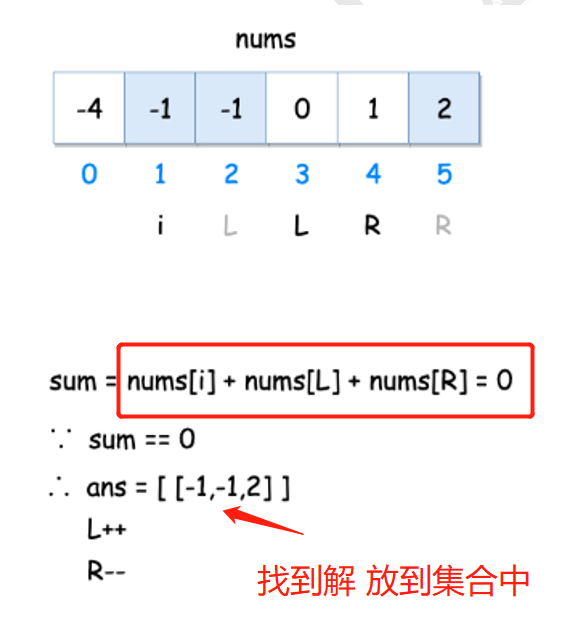 nums
-4 -1 -1 0 1 2
0 1 2 3 4 5
i L L R R
sum = nums[i] + nums[L] + nums[R] = 0
∵ sum == 0
∴ ans = [ [-1,-1,2] ]
L++
R--
找到解 放到集合中